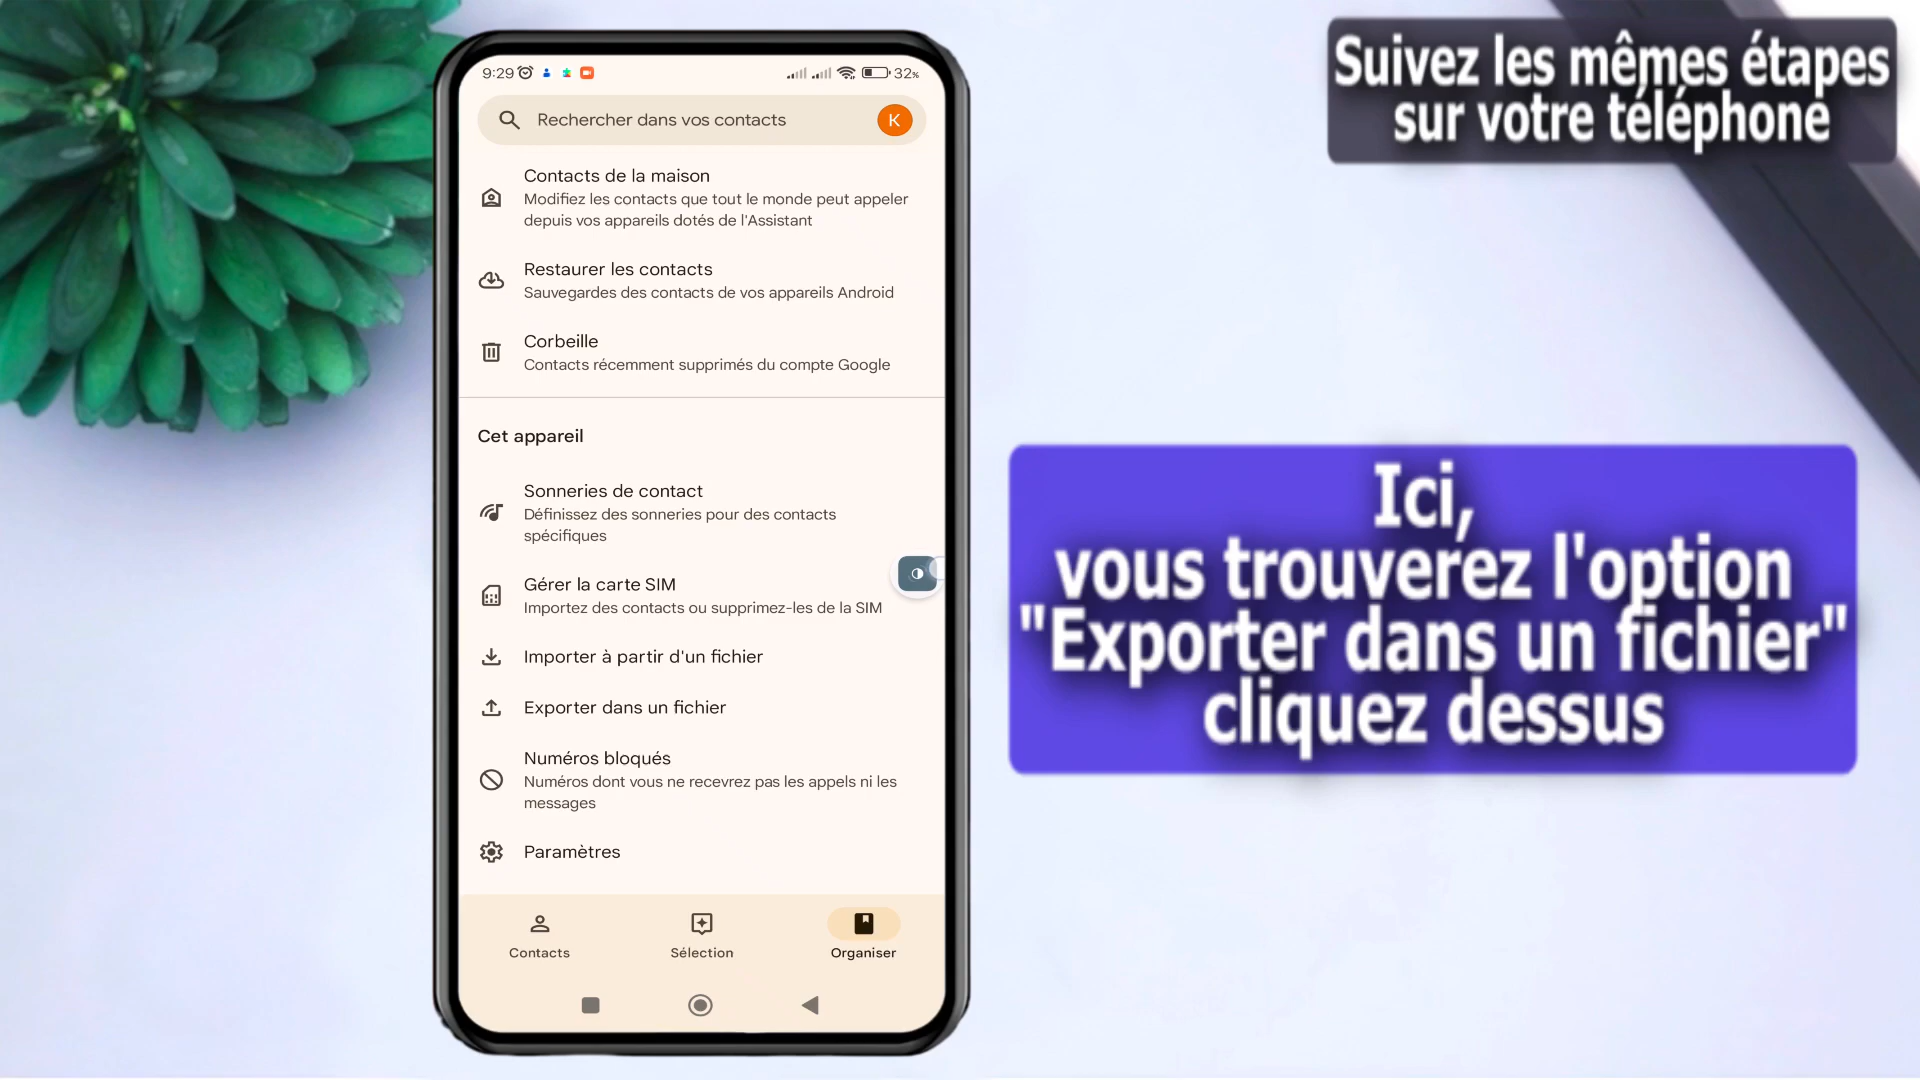 Suivez les mêmes étapes
sur votre téléphone
9:29
32%
Rechercher dans vos contacts
K
Contacts de la maison
Modifiez les contacts que tout le monde peut appeler
depuis vos appareils dotés de l'Assistant
Restaurer les contacts
Sauvegardes des contacts de vos appareils Android
Corbeille
Contacts récemment supprimés du compte Google
Cet appareil
Sonneries de contact
Définissez des sonneries pour des contacts
spécifiques
Gérer la carte SIM
Importez des contacts ou supprimez-les de la SIM
Importer à partir d'un fichier
Exporter dans un fichier
Numéros bloqués
Numéros dont vous ne recevrez pas les appels ni les
messages
Paramètres
Contacts
Sélection
Organiser
Ici,
vous trouverez l'option
"Exporter dans un fichier"
cliquez dessus